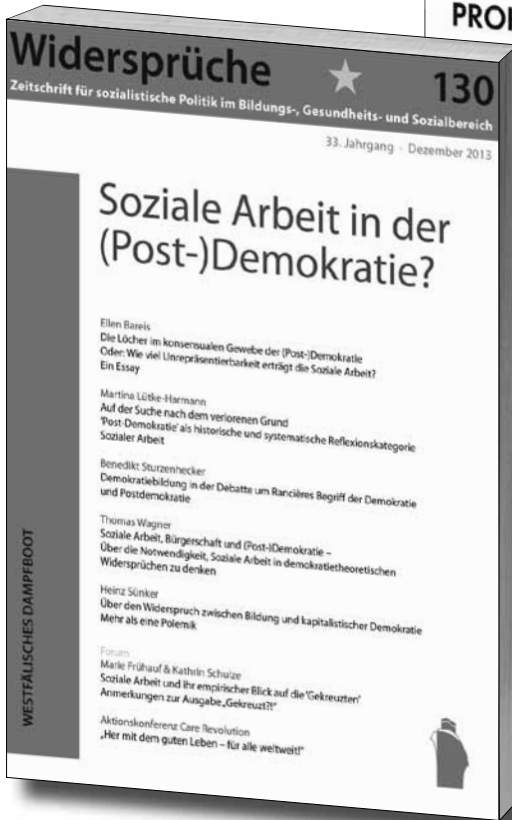 PROI
Widersprüche
130
Zeitschrift für sozialistische Politik im Bildungs-, Gesundheits- und Sozialbereich
33. Jahrgang · Dezember 2013
Soziale Arbeit in der
(Post-)Demokratie?
Ellen Bareis
Die Löcher im konsensualen Gewebe der (Post-)Demokratie
Oder: Wie viel Unrepräsentierbarkeit erträgt die Soziale Arbeit?
Ein Essay
Martina Lütke-Harmann
Auf der Suche nach dem verlorenen Grund
'Post-Demokratie' als historische und systematische Reflexionskategorie
Sozialer Arbeit
Benedikt Sturzenhecker
Demokratiebildung in der Debatte um Rancières Begriff der Demokratie
und Postdemokratie
Thomas Wagner
Soziale Arbeit, Bürgerschaft und (Post-)Demokratie –
Über die Notwendigkeit, Soziale Arbeit in demokratietheoretischen
Widersprüchen zu denken
Heinz Sünker
Über den Widerspruch zwischen Bildung und kapitalistischer Demokratie
Mehr als eine Polemik
Forum
Marie Frühauf & Kathrin Schulze
Soziale Arbeit und ihr empirischer Blick auf die 'Gekreuzten'
Anmerkungen zur Ausgabe „Gekreuzt?!“
Aktionskonferenz Care Revolution
„Her mit dem guten Leben – für alle weltweit!“
WESTFÄLISCHES DAMPFBOOT